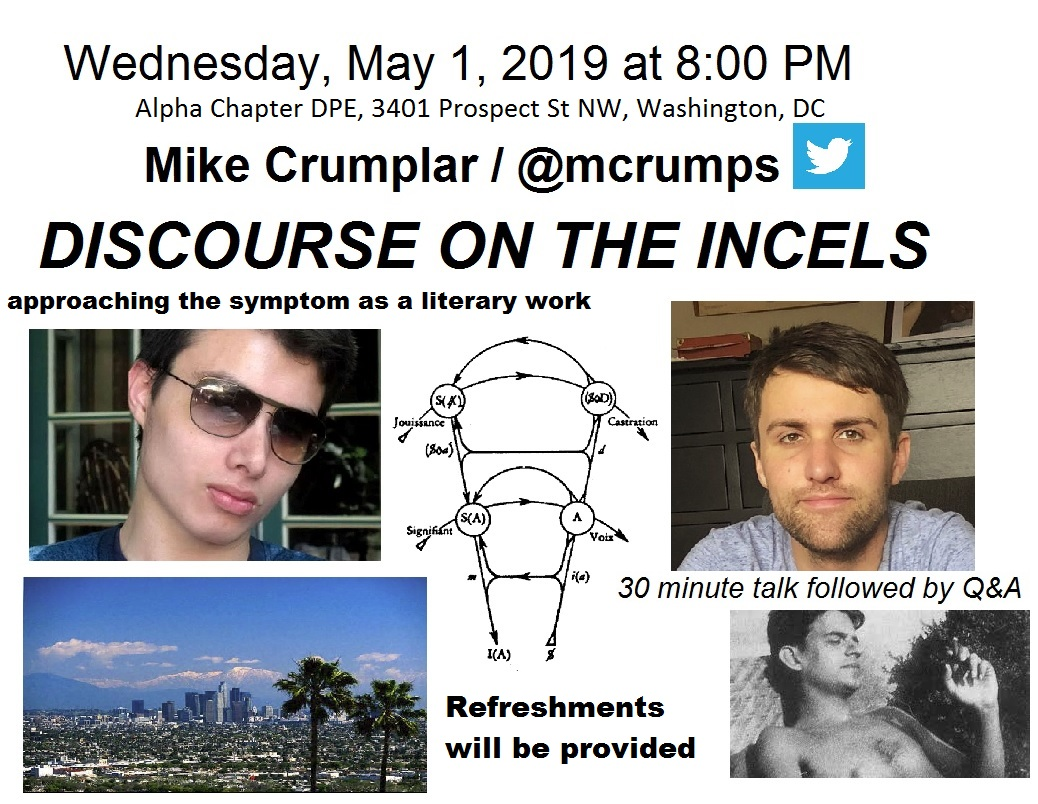 Wednesday, May 1, 2019 at 8:00 PM
Alpha Chapter DPE, 3401 Prospect St NW, Washington, DC
Mike Crumplar / @mcrumps
DISCOURSE ON THE INCELS
approaching the symptom as a literary work
S(Ⱥ)
($◊D)
Jouissance
Castration
($◊a)
d
S(A)
A
Signifiant
Voix
m
i(a)
I(A)
$
30 minute talk followed by Q&A
Refreshments
will be provided